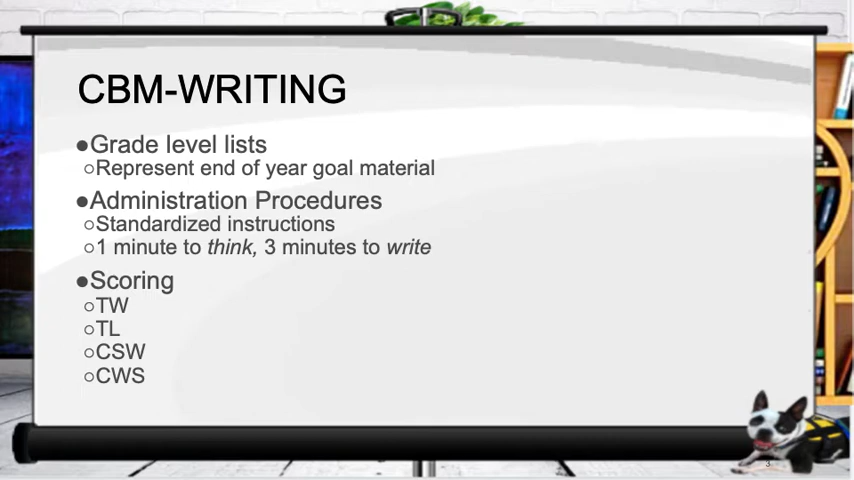 CBM-WRITING
●Grade level lists
○Represent end of year goal material
●Administration Procedures
○Standardized instructions
○1 minute to think, 3 minutes to write
●Scoring
○TW
○TL
○CSW
○CWS